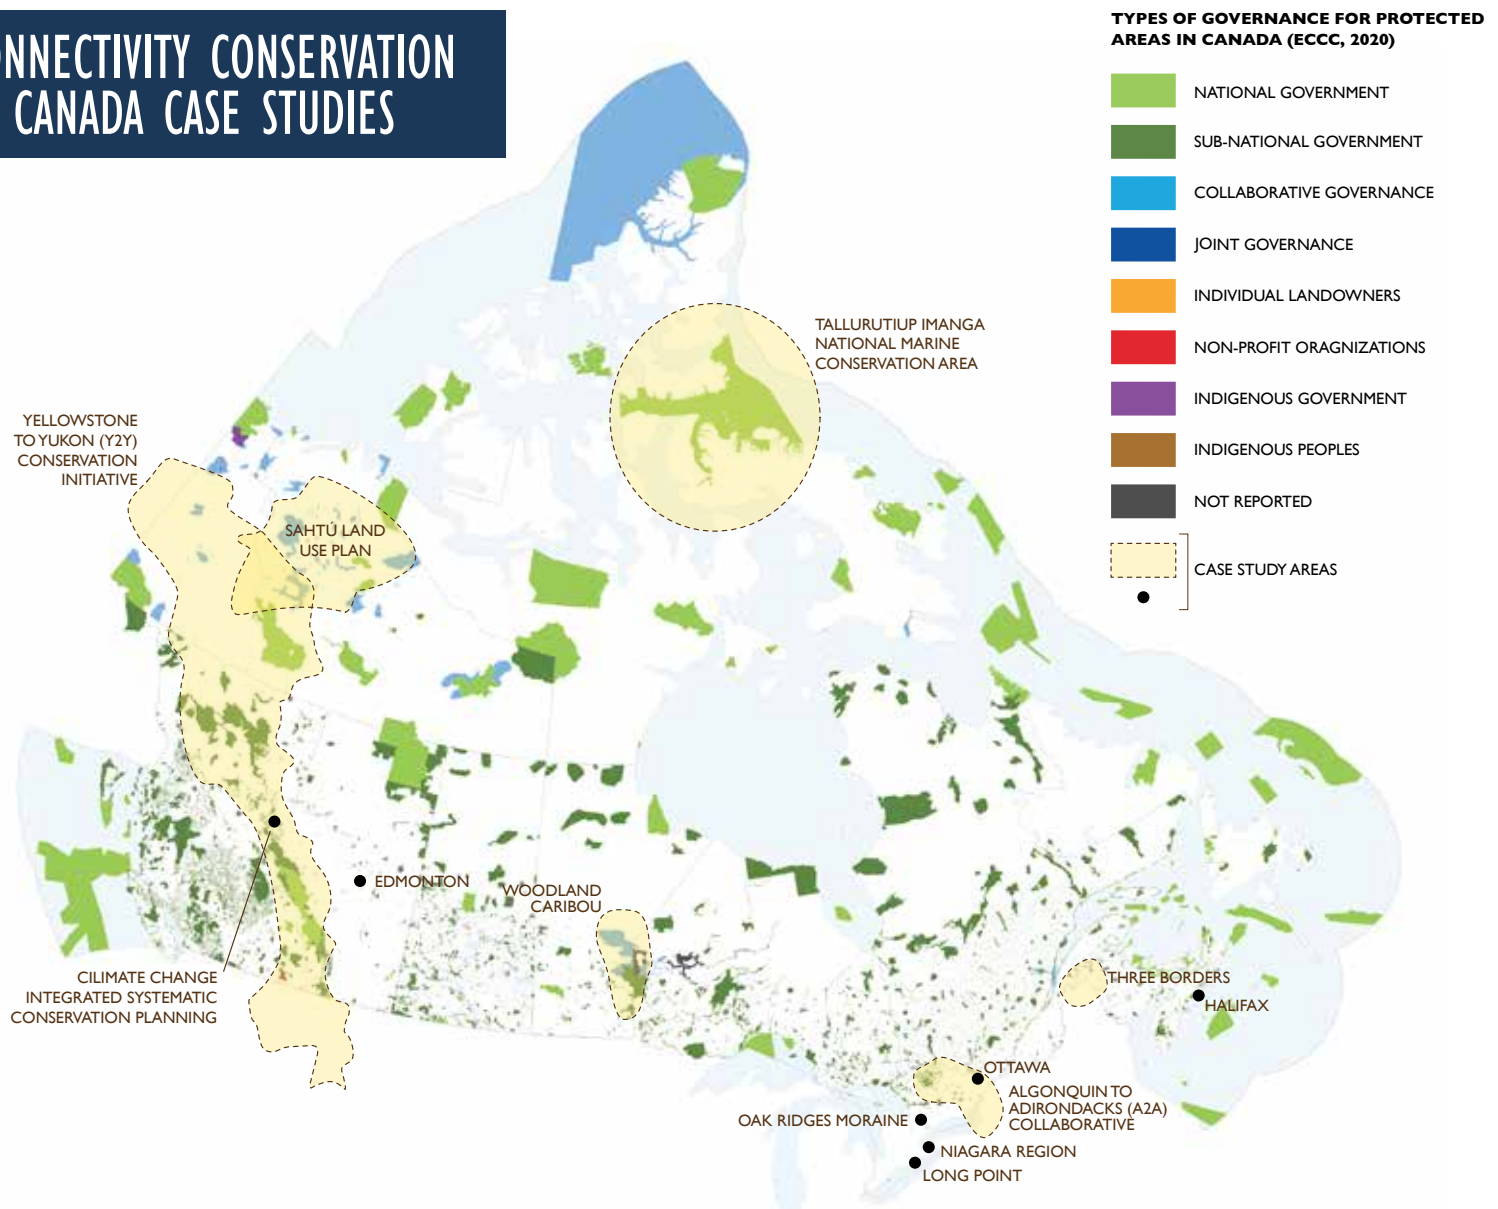 ONNECTIVITY CONSERVATION
CANADA CASE STUDIES
TYPES OF GOVERNANCE FOR PROTECTED
AREAS IN CANADA (ECCC, 2020)
NATIONAL GOVERNMENT
SUB-NATIONAL GOVERNMENT
COLLABORATIVE GOVERNANCE
JOINT GOVERNANCE
INDIVIDUAL LANDOWNERS
NON-PROFIT ORAGNIZATIONS
INDIGENOUS GOVERNMENT
INDIGENOUS PEOPLES
NOT REPORTED
CASE STUDY AREAS
TALLURUTIUP IMANGA
NATIONAL MARINE
CONSERVATION AREA
YELLOWSTONE
TO YUKON (Y2Y)
CONSERVATION
INITIATIVE
SAHTÚ LAND
USE PLAN
EDMONTON
WOODLAND
CARIBOU
CILIMATE CHANGE
INTEGRATED SYSTEMATIC
CONSERVATION PLANNING
THREE BORDERS
HALIFAX
OTTAWA
ALGONQUIN TO
ADIRONDACKS (A2A)
COLLABORATIVE
OAK RIDGES MORAINE
NIAGARA REGION
LONG POINT